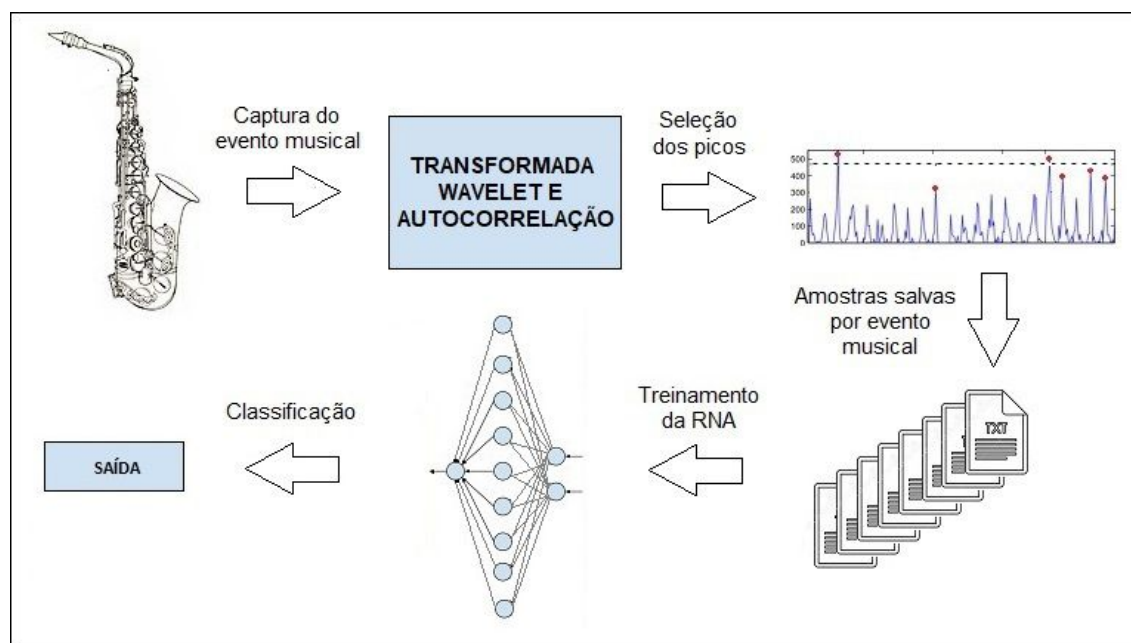 Captura do
evento musical
TRANSFORMADA
WAVELET E
AUTOCORRELAÇÃO
Seleção
dos picos
500
400
300
200
100
0
Amostras salvas
por evento
musical
TXT
Treinamento
da RNA
Classificação
SAÍDA